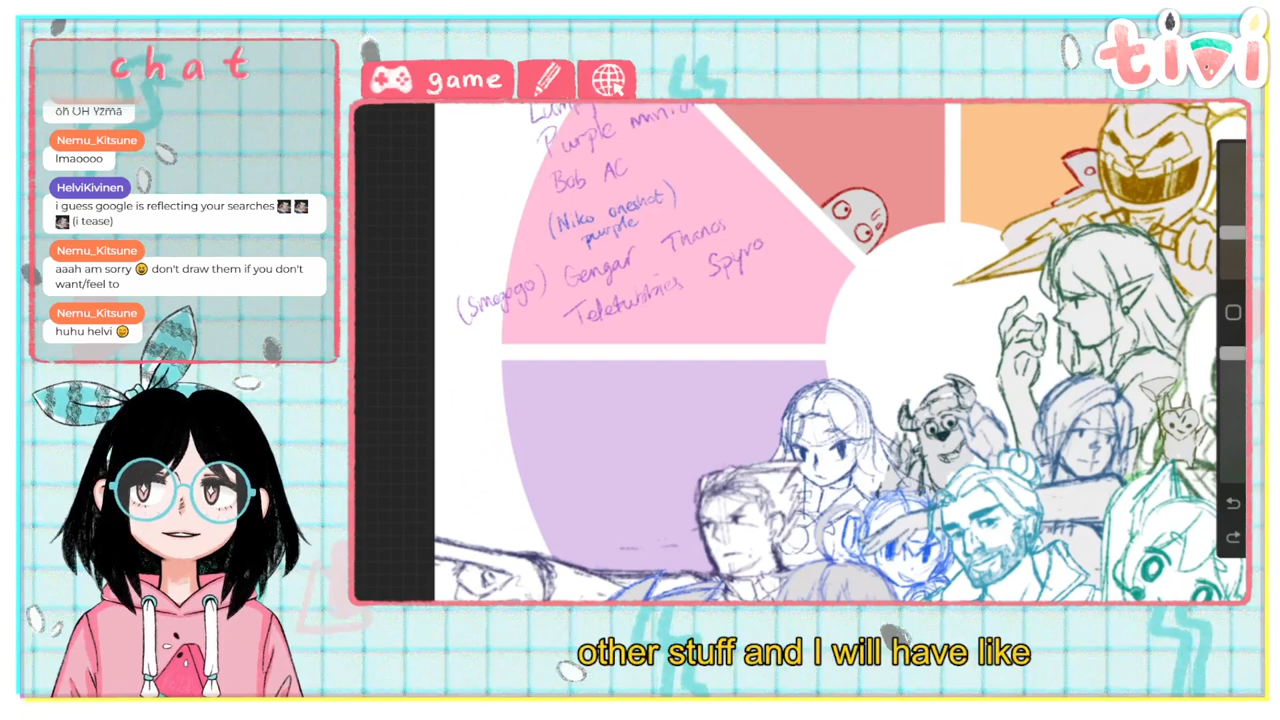 chat
tivi
game
oh UH Yzma
Nemu_Kitsune
lmaoooo
HelviKivinen
i guess google is reflecting your searches
(i tease)
Nemu_Kitsune
aaah am sorry 😄 don't draw them if you don't
want/feel to
Nemu_Kitsune
huhu helvi 😄
Purple
Bob AC
(Niko oneshot)
purple
(Smogogo) Gengar Thanos
Teletubbies Spyro
other stuff and I will have like